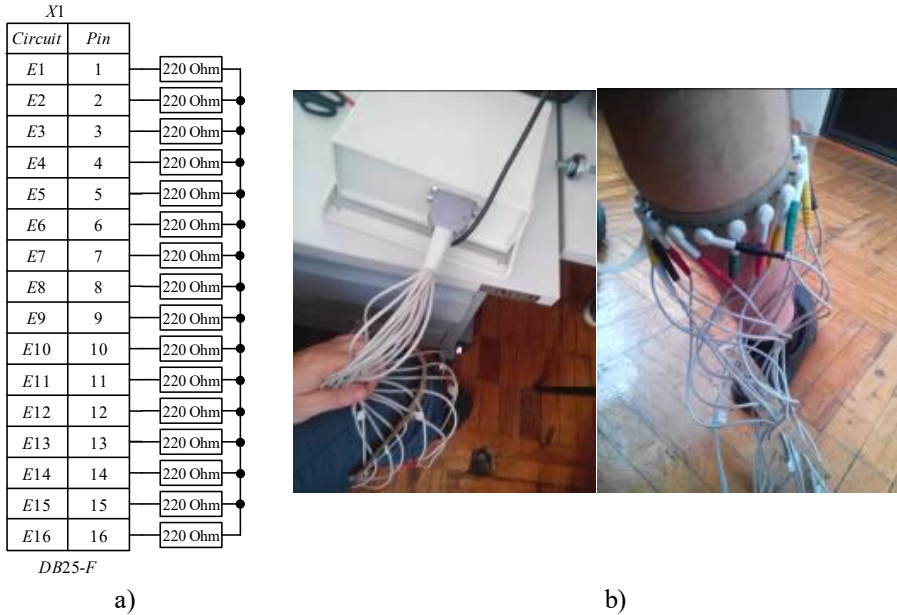 X1
Circuit Pin
E1 1 220 Ohm
E2 2 220 Ohm
E3 3 220 Ohm
E4 4 220 Ohm
E5 5 220 Ohm
E6 6 220 Ohm
E7 7 220 Ohm
E8 8 220 Ohm
E9 9 220 Ohm
E10 10 220 Ohm
E11 11 220 Ohm
E12 12 220 Ohm
E13 13 220 Ohm
E14 14 220 Ohm
E15 15 220 Ohm
E16 16 220 Ohm
DB25-F
a) b)